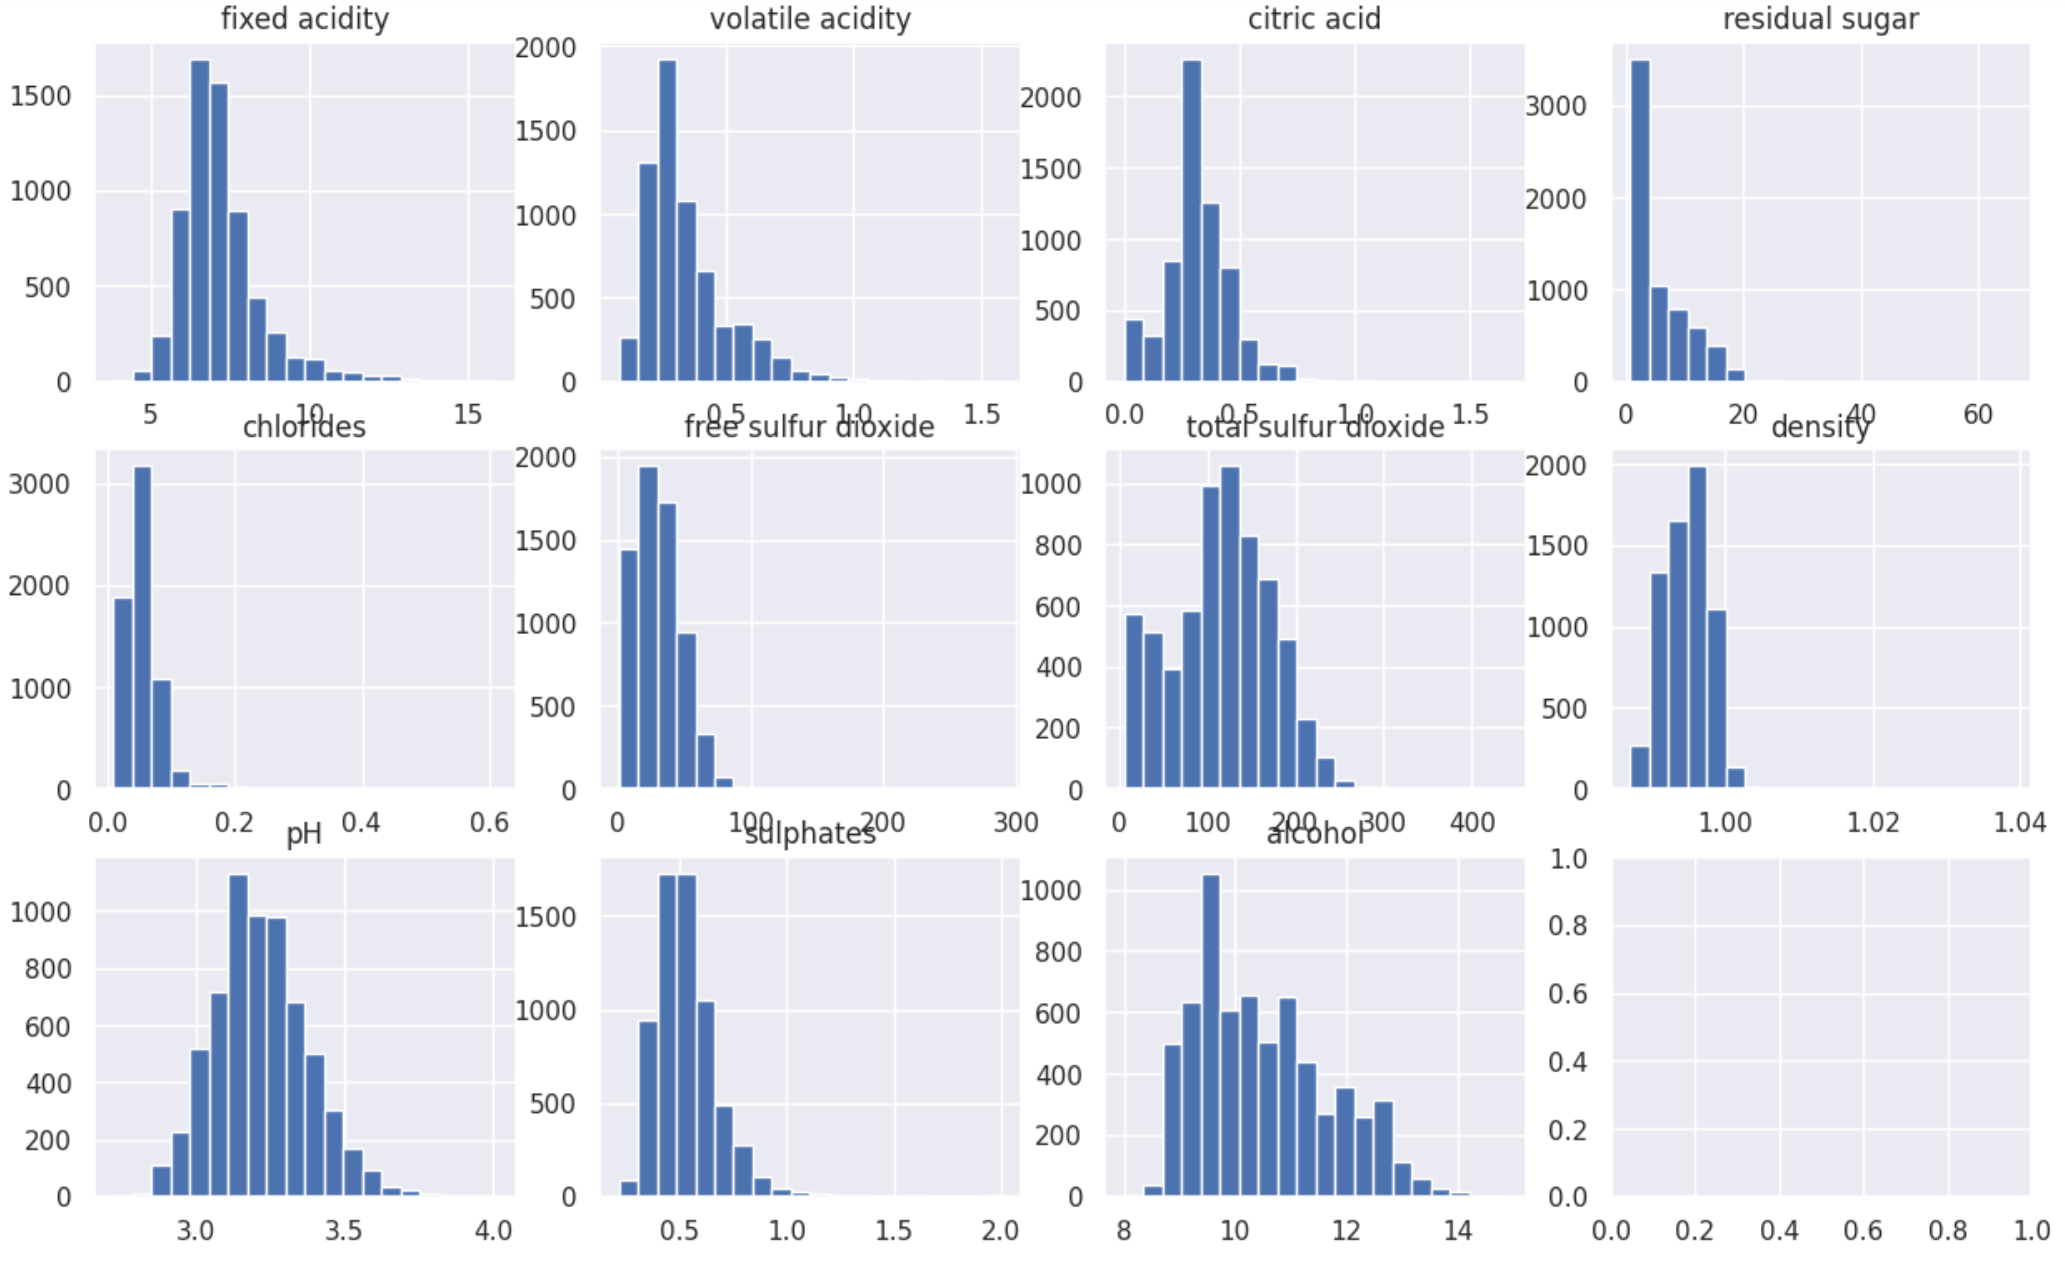 fixed acidity
1500
1000
500
0
5 10 15
volatile acidity
2000
1500
1000
500
0
0.5 1.0 1.5
citric acid
2000
1500
1000
500
0
0.0 0.5 1.0 1.5
residual sugar
3000
2000
1000
0
0 20 40 60
chlorides
3000
2000
1000
0
0.0 0.2 0.4 0.6
free sulfur dioxide
2000
1500
1000
500
0
0 100 200 300
total sulfur dioxide
1000
800
600
400
200
0
0 100 200 300 400
density
2000
1500
1000
500
0
1.00 1.02 1.04
pH
1000
800
600
400
200
0
3.0 3.5 4.0
sulphates
1500
1000
500
0
0.5 1.0 1.5 2.0
alcohol
1000
800
600
400
200
0
8 10 12 14
1.0
0.8
0.6
0.4
0.2
0.0
0.0 0.2 0.4 0.6 0.8 1.0